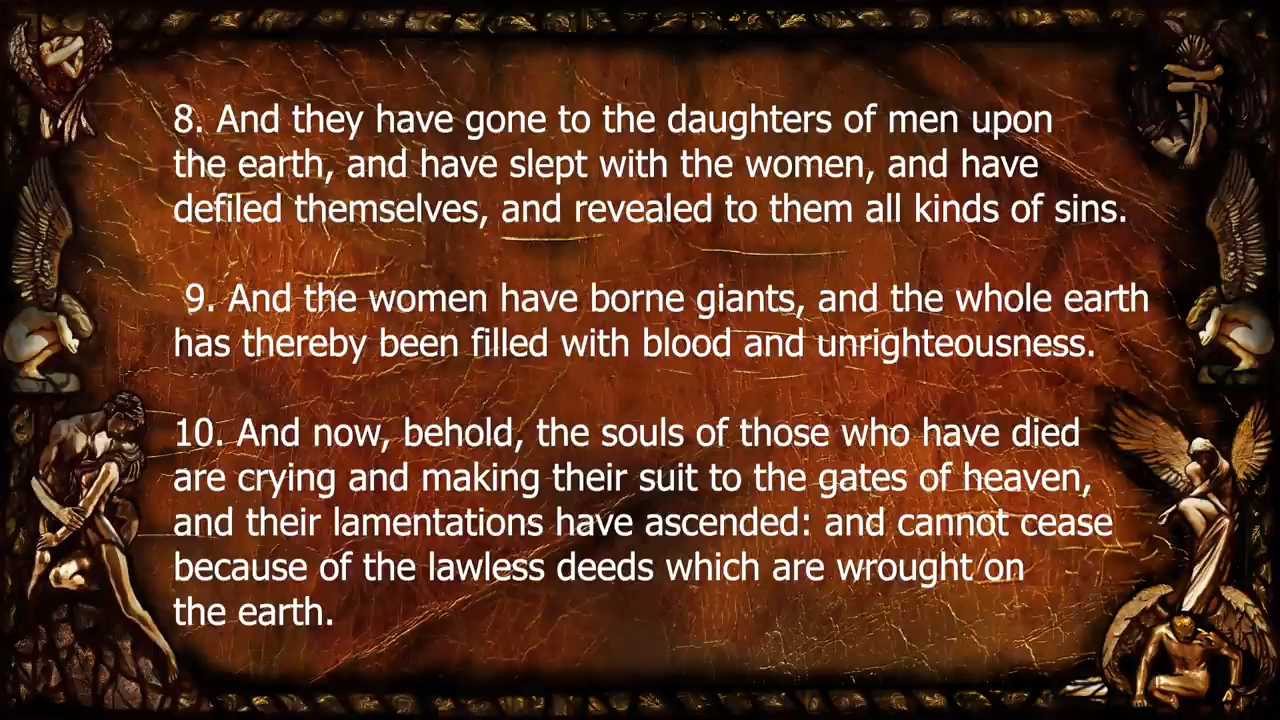 8. And they have gone to the daughters of men upon
the earth, and have slept with the women, and have
defiled themselves, and revealed to them all kinds of sins.
9. And the women have borne giants, and the whole earth
has thereby been filled with blood and unrighteousness.
10. And now, behold, the souls of those who have died
are crying and making their suit to the gates of heaven,
and their lamentations have ascended: and cannot cease
because of the lawless deeds which are wrought on
the earth.